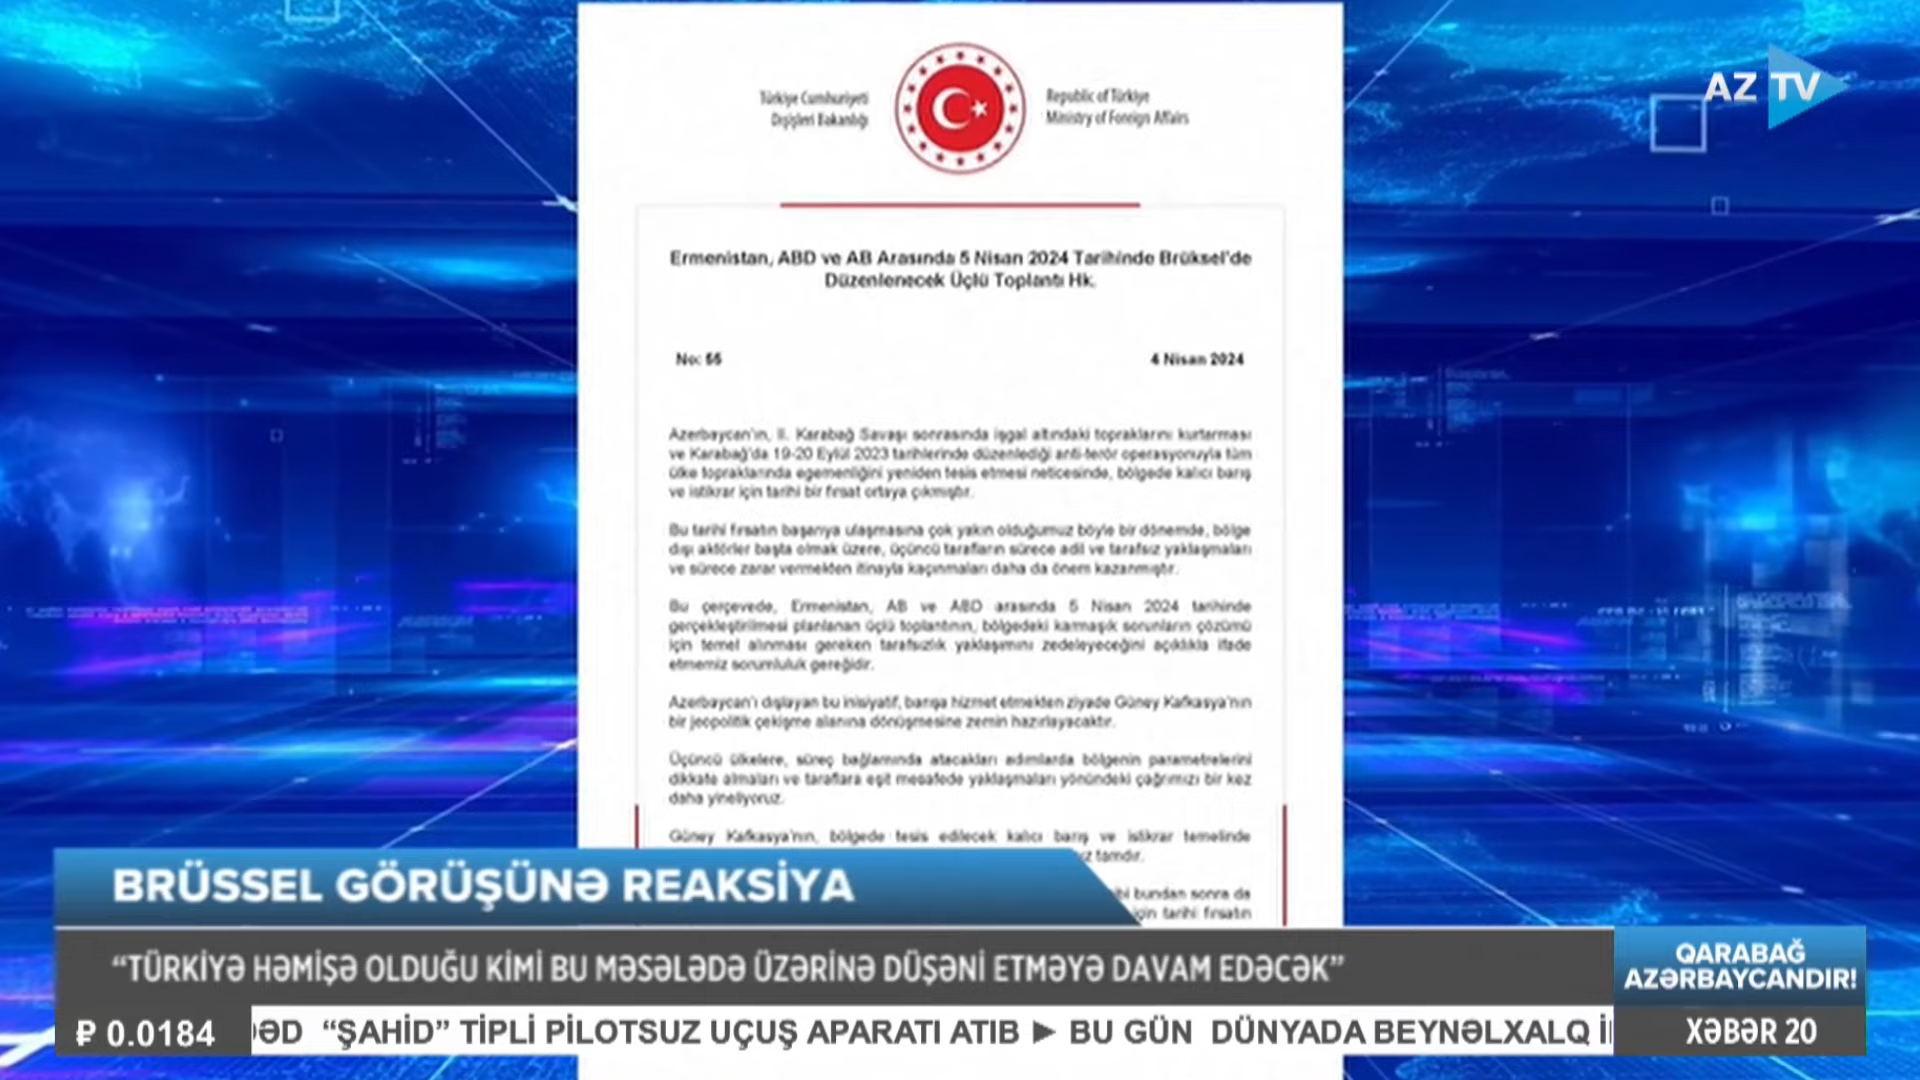 AZ TV
Türkiye Cumhuriyeti
Dışişleri Bakanlığı
Republic of Türkiye
Ministry of Foreign Affairs
Ermenistan, ABD ve AB Arasında 5 Nisan 2024 Tarihinde Brüksel'de
Düzenlenecek Üçlü Toplantı Hk.
No: 55
4 Nisan 2024
Azerbaycan'ın, II. Karabağ Savaşı sonrasında işgal altındaki topraklarını kurtarması
ve Karabağ'da 19-20 Eylül 2023 tarihlerinde düzenlediği anti-terör operasyonuyla tüm
ülke topraklarında egemenliğini yeniden tesis etmesi neticesinde, bölgede kalıcı barış
ve istikrar için tarihi bir fırsat ortaya çıkmıştır.
Bu tarihi fırsatın başarıya ulaşmasına çok yakın olduğumuz böyle bir dönemde, bölge
dışı aktörler başta olmak üzere, üçüncü tarafların sürece adil ve tarafsız yaklaşmaları
ve sürece zarar vermekten itinayla kaçınmaları daha da önem kazanmıştır.
Bu çerçevede, Ermenistan, AB ve ABD arasında 5 Nisan 2024 tarihinde
gerçekleştirilmesi planlanan üçlü toplantının, bölgedeki karmaşık sorunların çözümü
için temel alınması gereken tarafsızlık yaklaşımını zedeleyeceğini açıklıkla ifade
etmemiz sorumluluk gereğidir.
Azerbaycan'ı dışlayan bu inisiyatif, barışa hizmet etmekten ziyade Güney Kafkasya'nın
bir jeopolitik çekişme alanına dönüşmesine zemin hazırlayacaktır.
Üçüncü ülkelere, süreç bağlamında atacakları adımlarda bölgenin parametrelerini
dikkate almaları ve taraflara eşit mesafede yaklaşmaları yönündeki çağrımızı bir kez
daha yineliyoruz.
Güney Kafkasya'nın, bölgede tesis edilecek kalıcı barış ve istikrar temelinde
tamdır.
bundan sonra da
için tarihi fırsatın
BRÜSSEL GÖRÜŞÜNƏ REAKSİYA
“TÜRKİYƏ HƏMİŞƏ OLDUĞU KİMİ BU MƏSƏLƏDƏ ÜZƏRİNƏ DÜŞƏNİ ETMƏYƏ DAVAM EDƏCƏK”
QARABAĞ
AZƏRBAYCANDIR!
₽ 0.0184
“ŞAHİD” TİPLİ PİLOTSUZ UÇUŞ APARATI ATIB ▶ BU GÜN DÜNYADA BEYNƏLXALQ
XƏBƏR 20